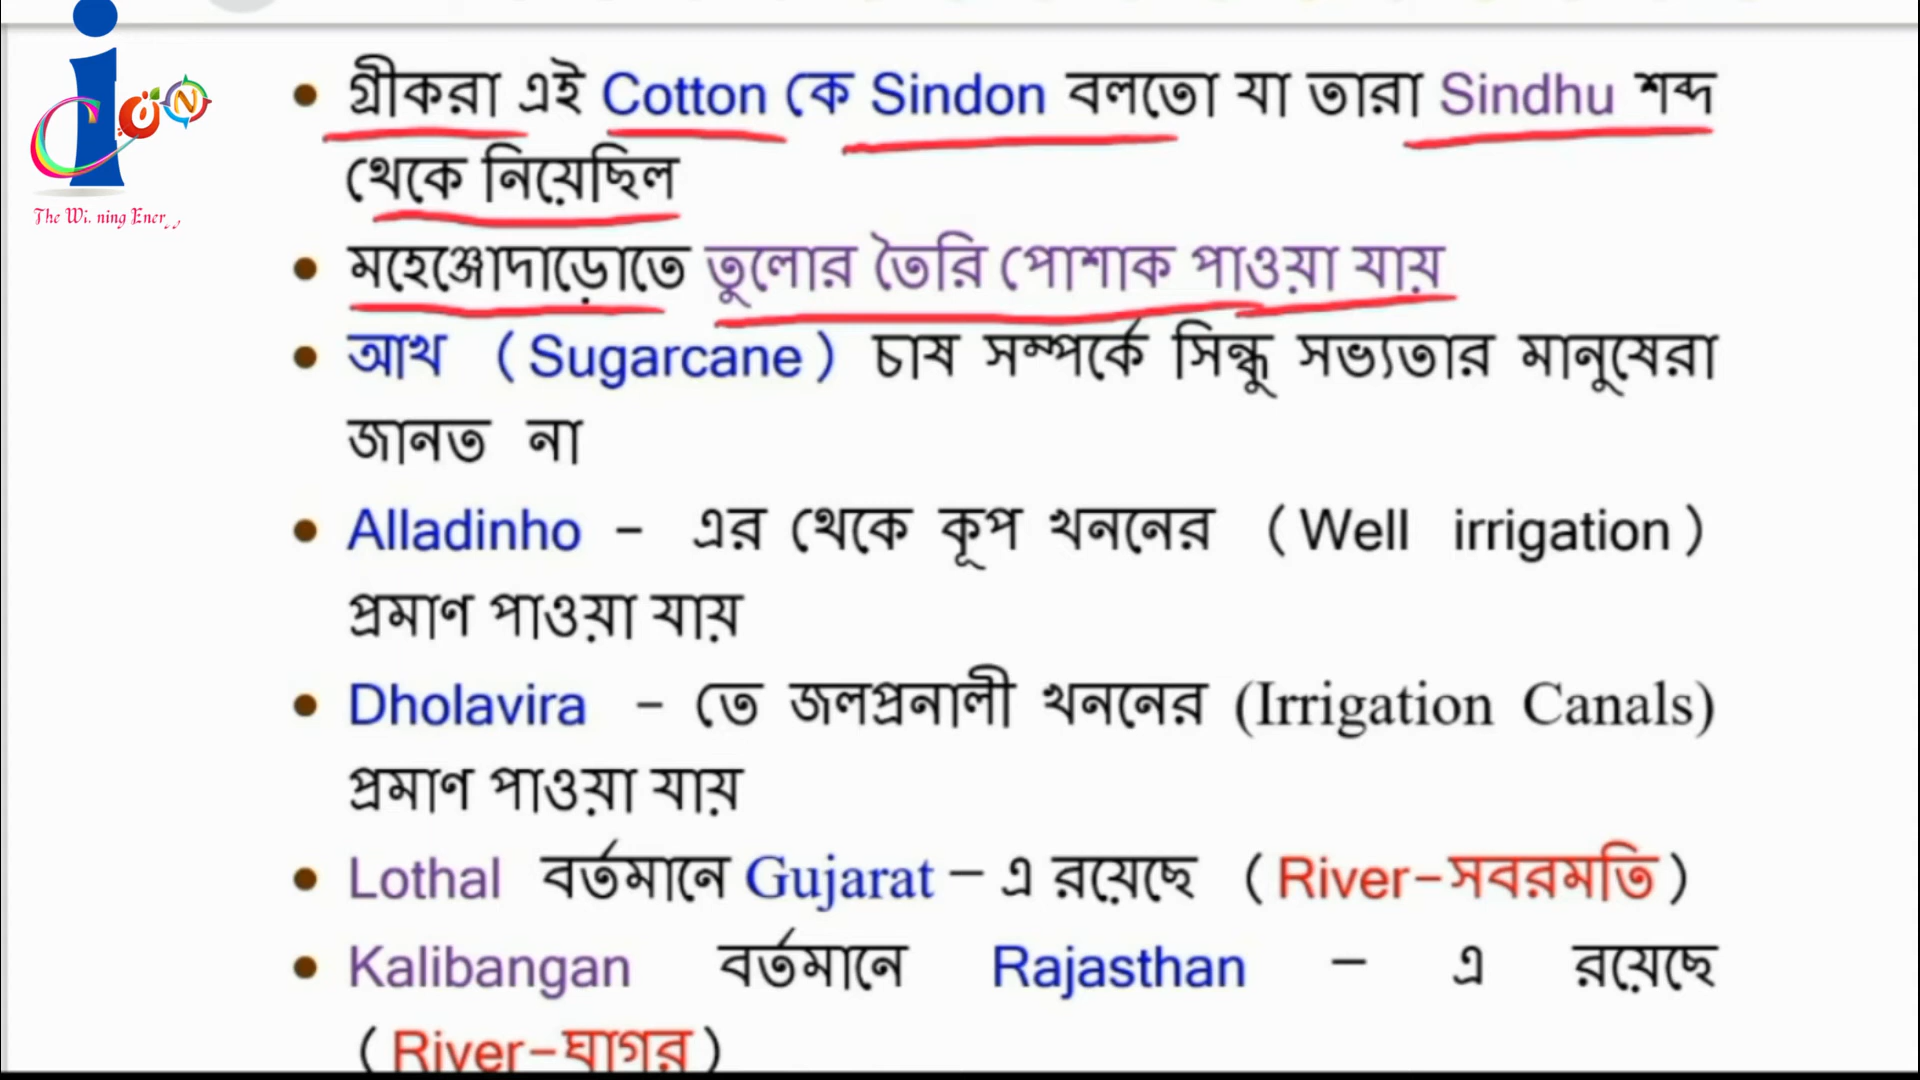 i
CON
The Wi. ning Ener
• গ্রীকরা এই Cotton কে Sindon বলতো যা তারা Sindhu শব্দ
থেকে নিয়েছিল
• মহেঞ্জোদাড়োতে তুলোর তৈরি পোশাক পাওয়া যায়
• আখ (Sugarcane) চাষ সম্পর্কে সিন্ধু সভ্যতার মানুষেরা
জানত না
• Alladinho – এর থেকে কূপ খননের (Well irrigation)
প্রমাণ পাওয়া যায়
• Dholavira – তে জলপ্রনালী খননের (Irrigation Canals)
প্রমাণ পাওয়া যায়
• Lothal বর্তমানে Gujarat – এ রয়েছে (River–সবরমতি)
• Kalibangan বর্তমানে Rajasthan – এ রয়েছে
(River–ঘাগর)